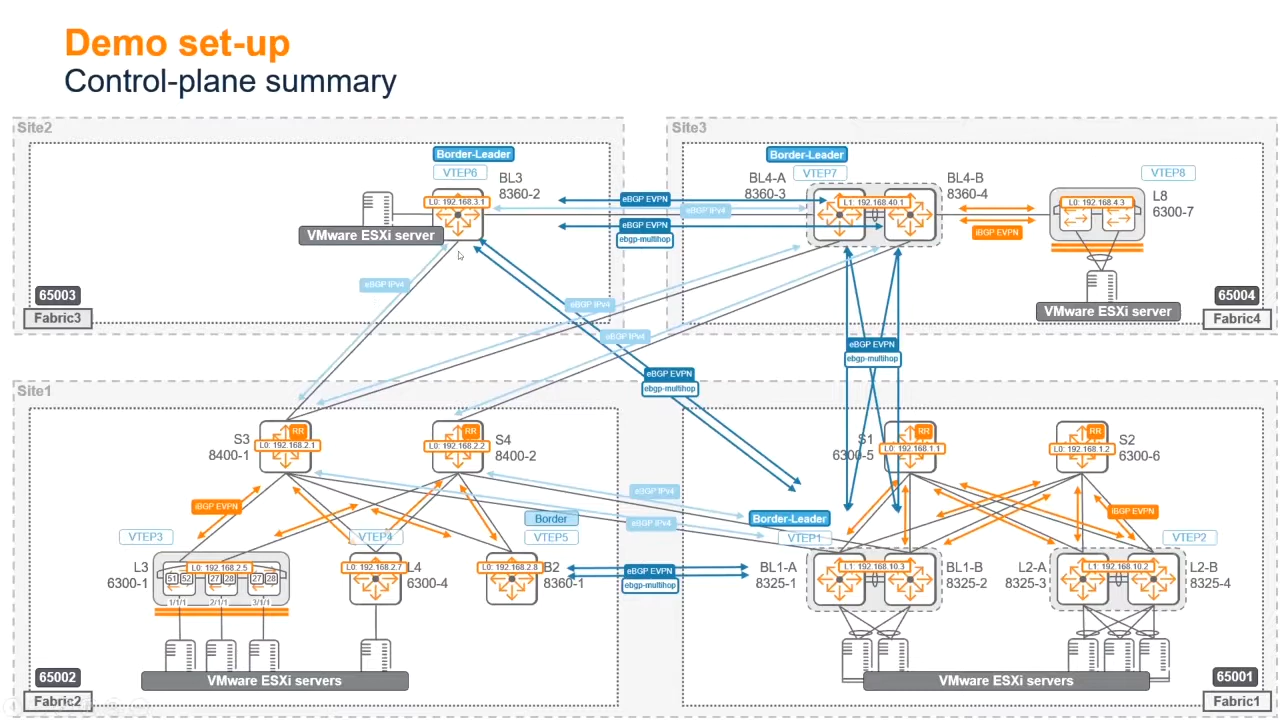 Demo set-up
Control-plane summary
Site2
Border-Leader
VTEP6
BL3
8360-2
L0: 192.168.3.1
VMware ESXi server
65003
Fabric3
eBGP EVPN
eBGP IPv4
eBGP EVPN
ebgp-multihop
Site3
Border-Leader
VTEP7
BL4-A
8360-3
L1: 192.168.40.1
BL4-B
8360-4
iBGP EVPN
VTEP8
L8
6300-7
L0: 192.168.4.3
VMware ESXi server
65004
Fabric4
eBGP IPv4
eBGP IPv4
eBGP IPv4
eBGP EVPN
ebgp-multihop
eBGP EVPN
ebgp-multihop
Site1
S3
8400-1
RR
L0: 192.168.2.1
S4
8400-2
RR
L0: 192.168.2.2
iBGP EVPN
VTEP3
L3
6300-1
L0: 192.168.2.5
51 52
27 28
27 28
1/1/1
2/1/1
3/1/1
VTEP4
L4
6300-4
L0: 192.168.2.7
Border
VTEP5
B2
8360-1
L0: 192.168.2.8
VMware ESXi servers
65002
Fabric2
eBGP IPv4
eBGP IPv4
eBGP EVPN
ebgp-multihop
S1
6300-5
RR
L0: 192.168.1.1
S2
6300-6
RR
L0: 192.168.1.2
iBGP EVPN
Border-Leader
VTEP1
BL1-A
8325-1
L1: 192.168.10.3
BL1-B
8325-2
VTEP2
L2-A
8325-3
L1: 192.168.10.2
L2-B
8325-4
VMware ESXi servers
65001
Fabric1